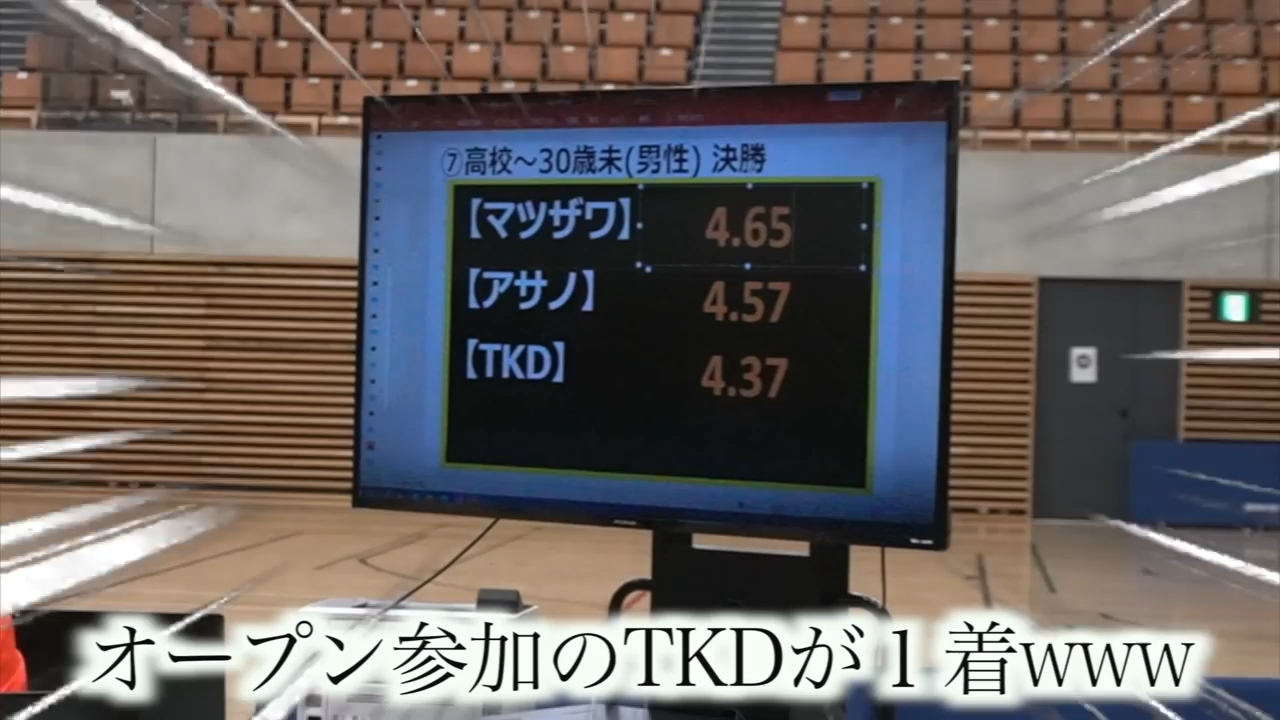 ⑦高校～30歳未(男性) 決勝
【マツザワ】 4.65
【アサノ】 4.57
【TKD】 4.37
オープン参加のTKDが１着www